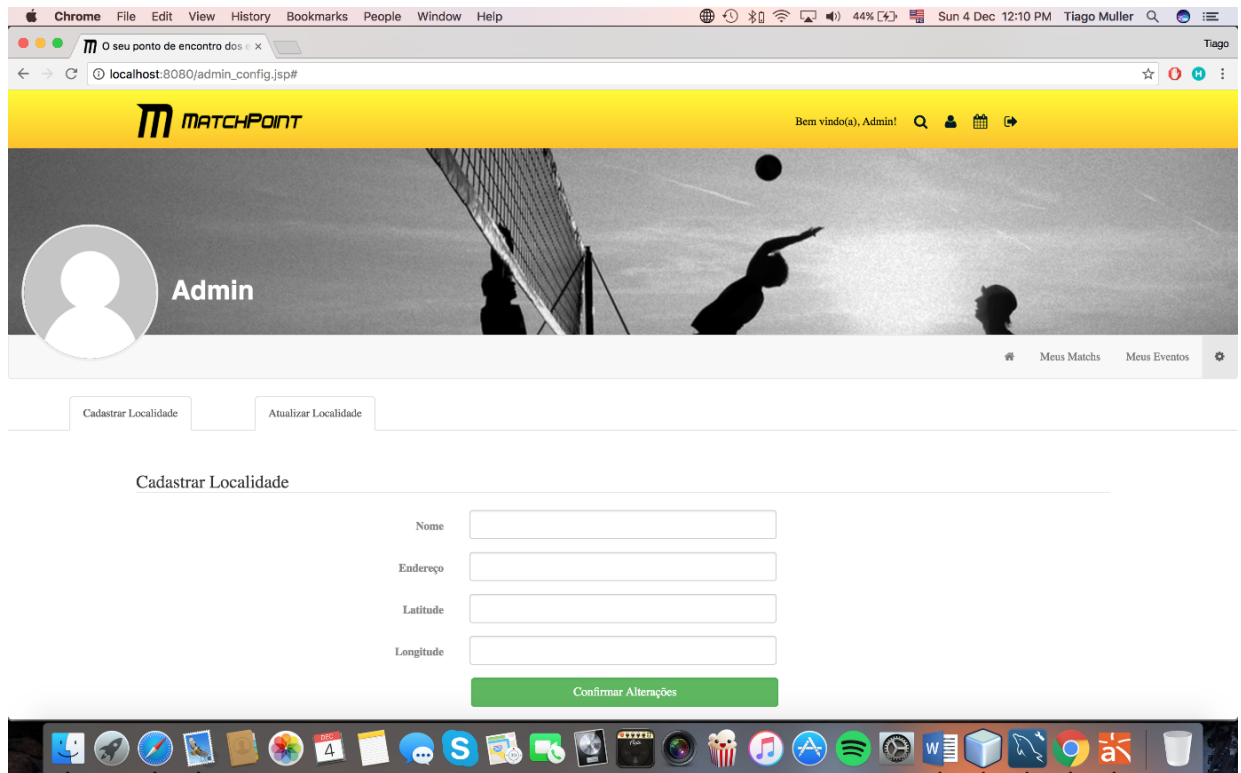 Chrome File Edit View History Bookmarks People Window Help 44% Sun 4 Dec 12:10 PM Tiago Muller
O seu ponto de encontro dos e Tiago
localhost:8080/admin_config.jsp#
MATCHPOINT Bem vindo(a), Admin!
Admin
Meus Matchs Meus Eventos
Cadastrar Localidade Atualizar Localidade
Cadastrar Localidade
Nome
Endereço
Latitude
Longitude
Confirmar Alterações
DEC
4